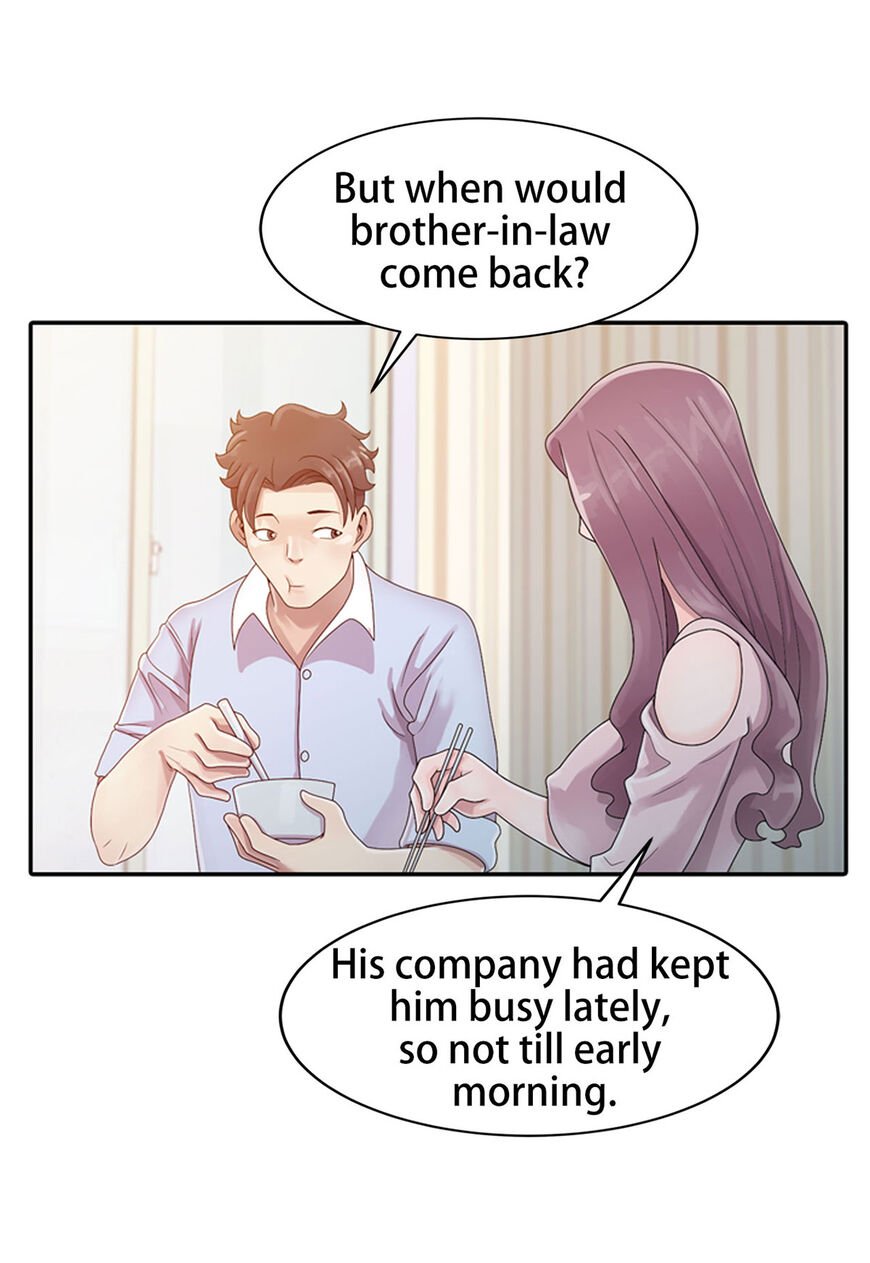 But when would
brother-in-law
come back?
His company had kept
him busy lately,
so not till early
morning.